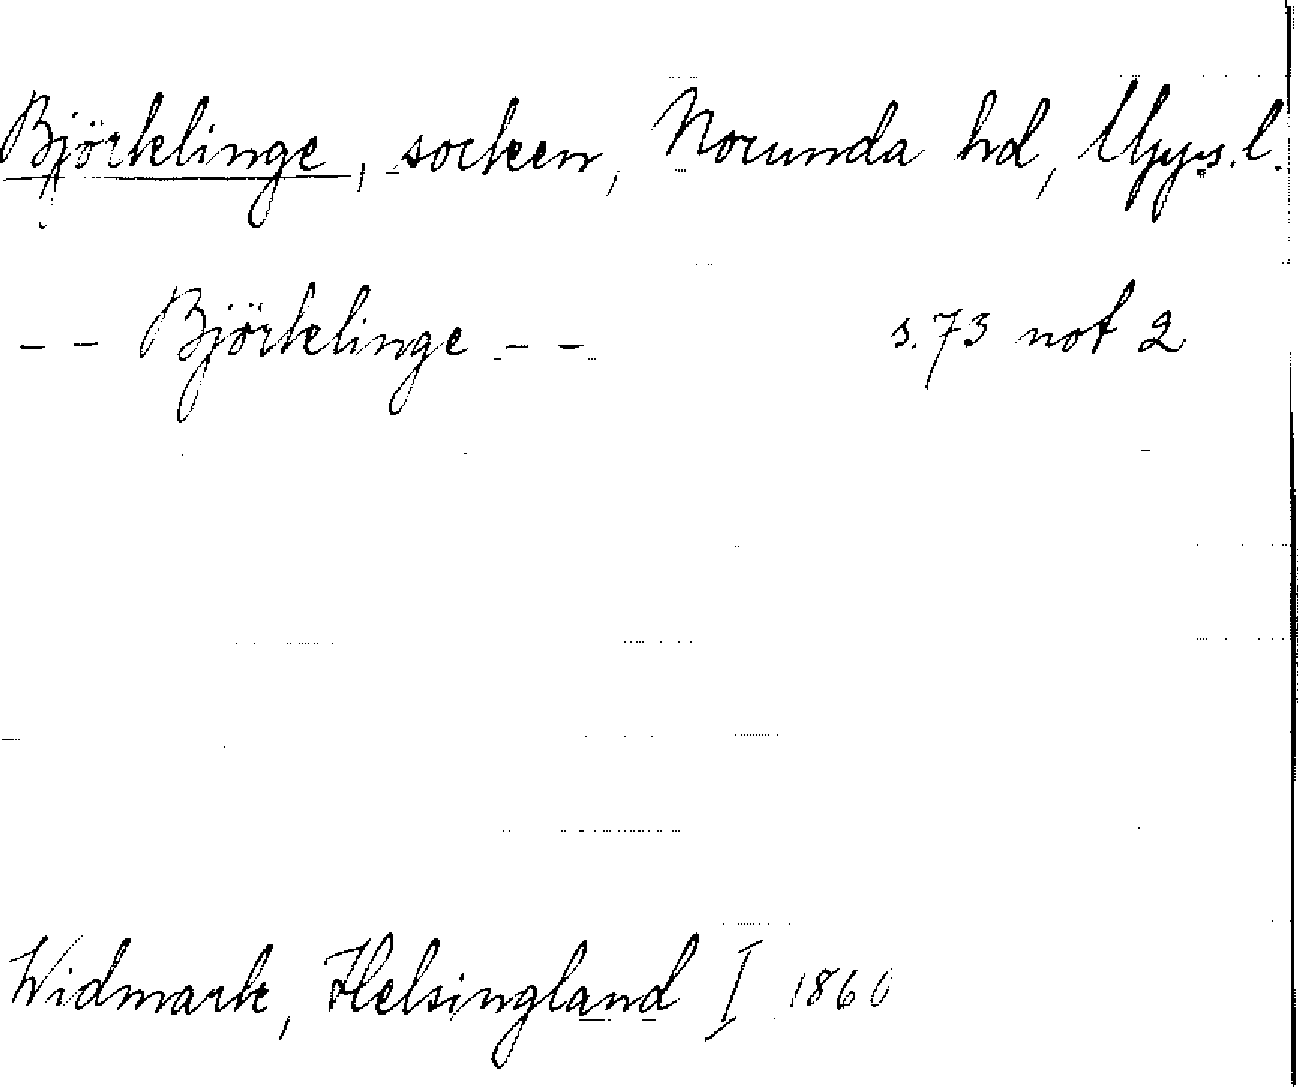 Björklinge, socken, Norunda hd, Upps.l.
-- Björklinge -- s.73 not 2
Widmark, Helsingland I 1860